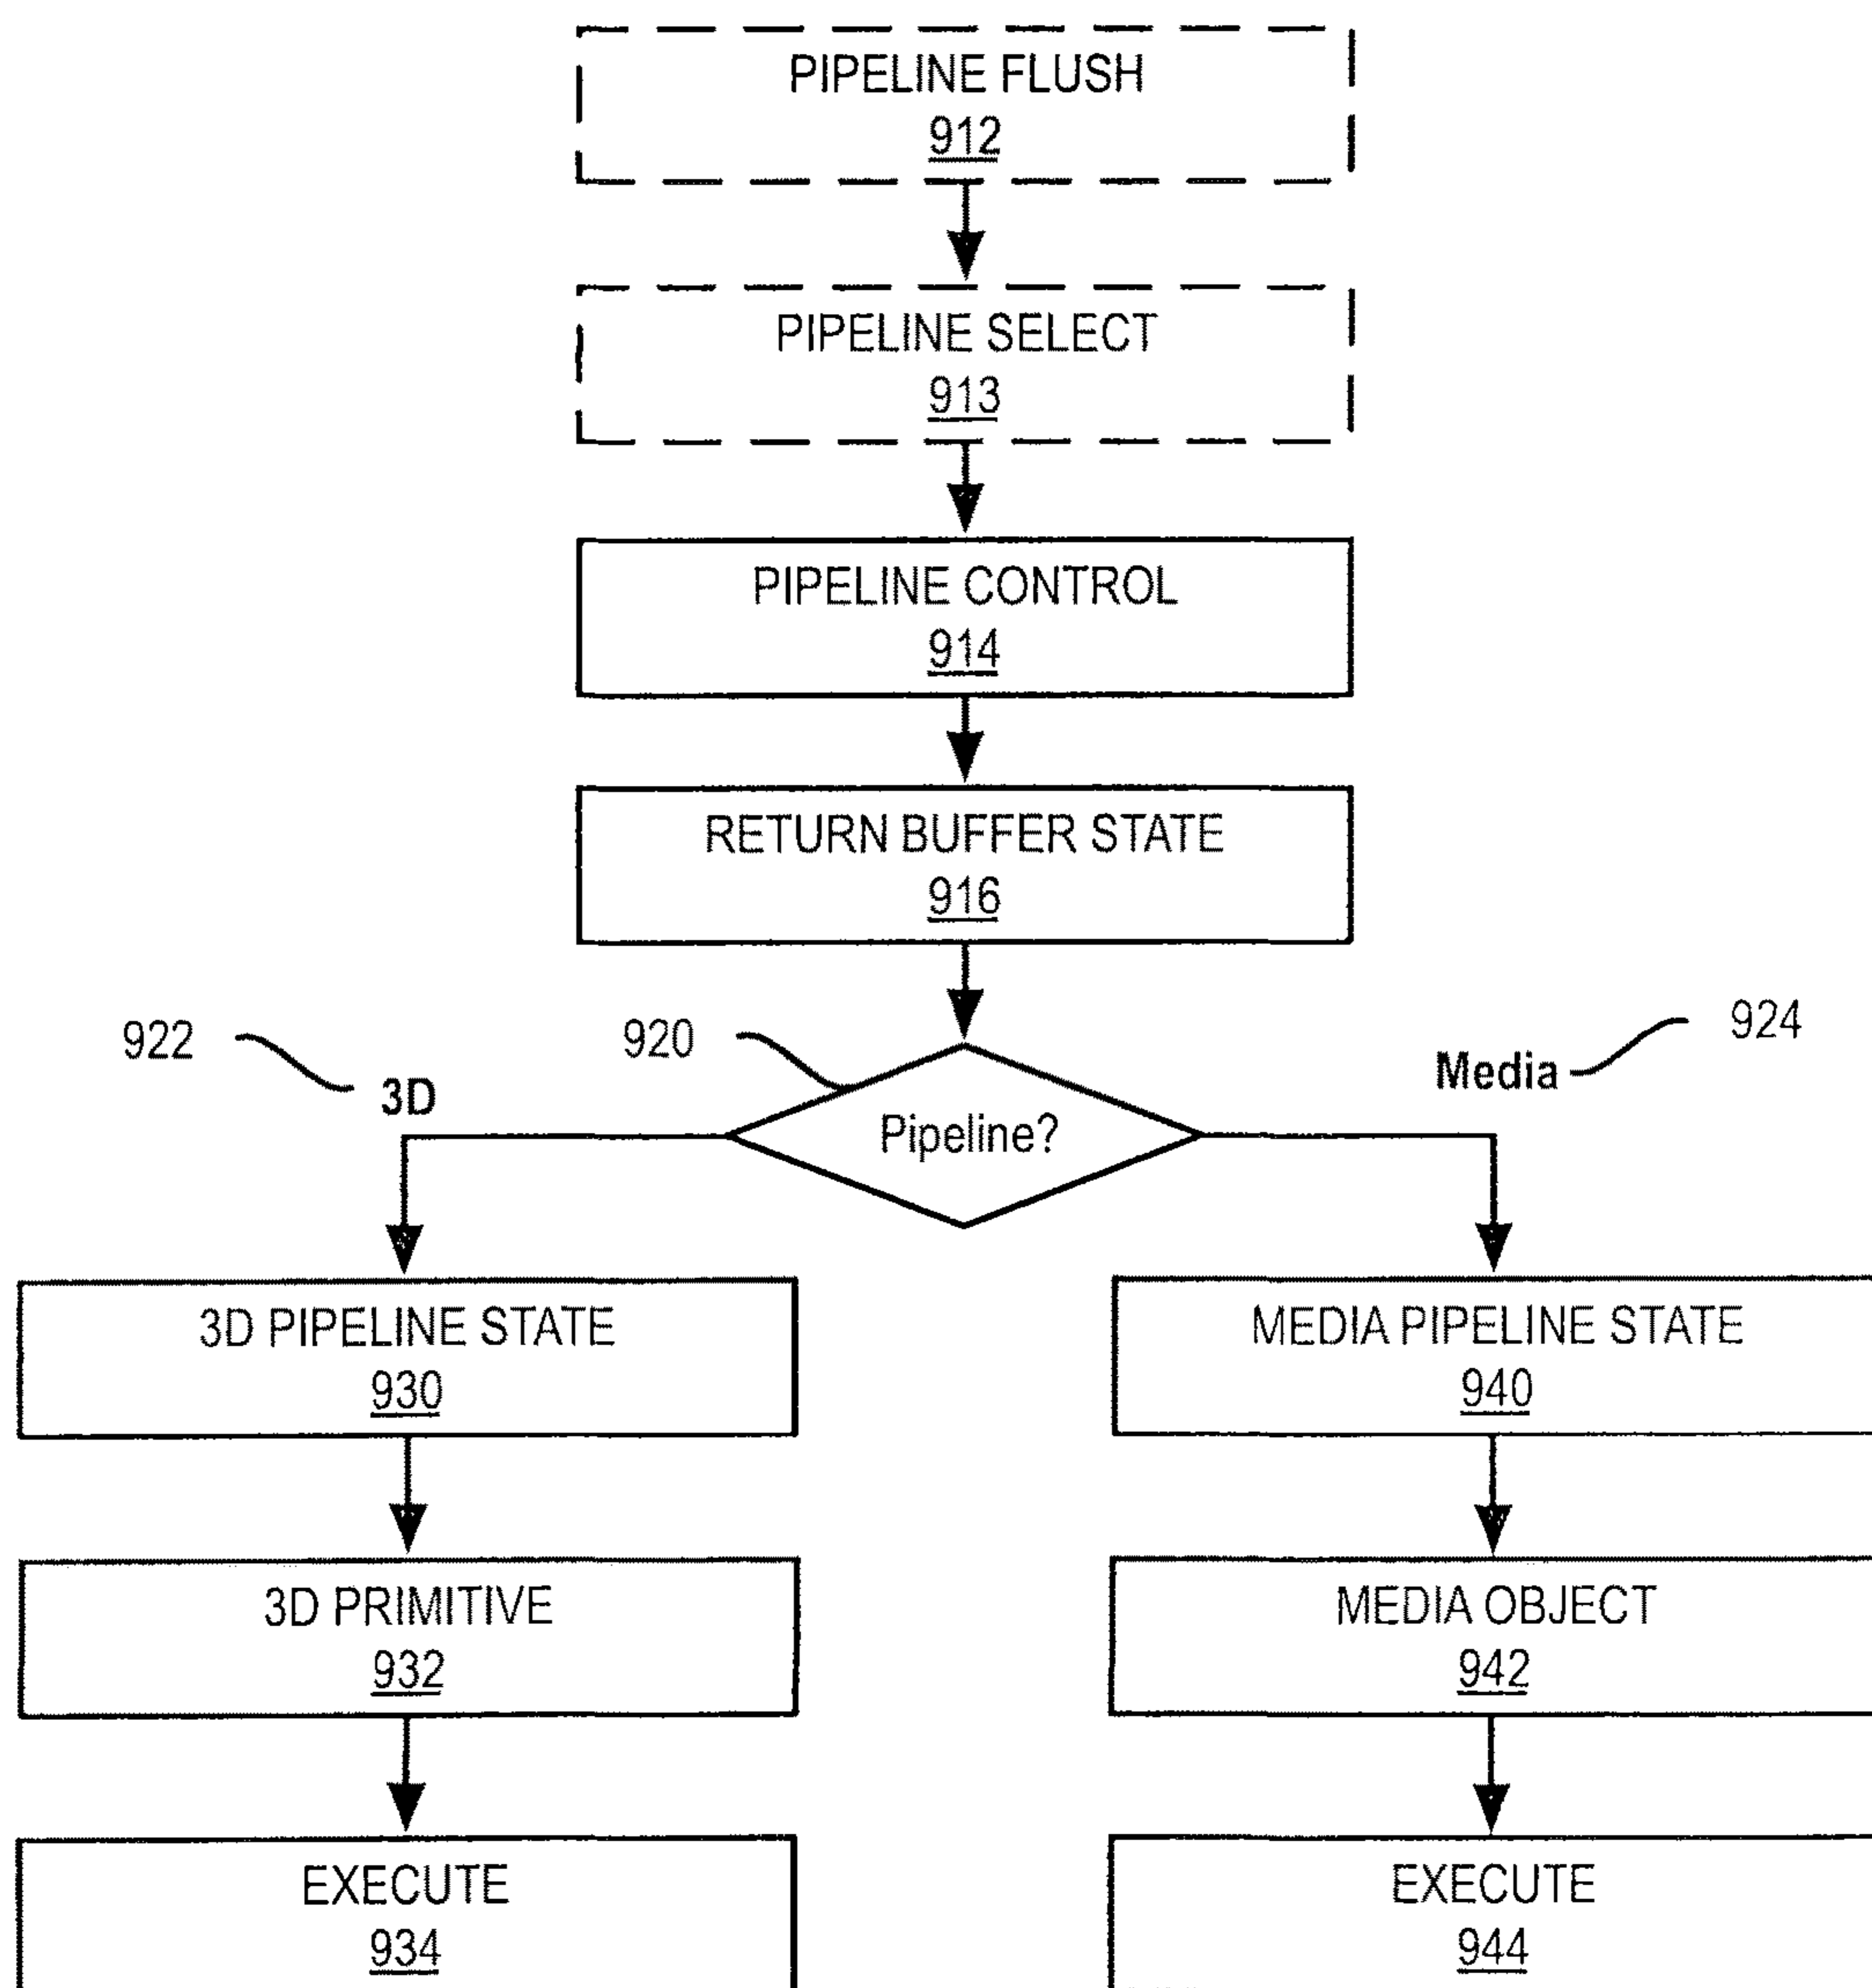 PIPELINE FLUSH
912
PIPELINE SELECT
913
PIPELINE CONTROL
914
RETURN BUFFER STATE
916
922
920
924
3D
Media
Pipeline?
3D PIPELINE STATE
930
MEDIA PIPELINE STATE
940
3D PRIMITIVE
932
MEDIA OBJECT
942
EXECUTE
934
EXECUTE
944